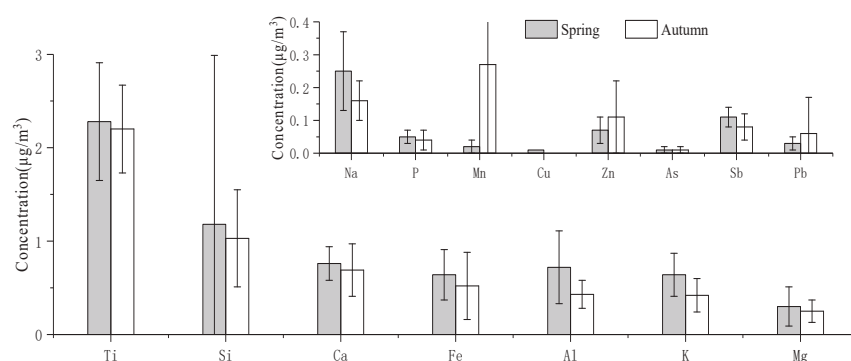 Concentration(μg/m³)
3
2
1
0
Ti Si Ca Fe Al K Mg
Concentration(μg/m³)
0.4
0.3
0.2
0.1
0.0
Na P Mn Cu Zn As Sb Pb
Spring Autumn